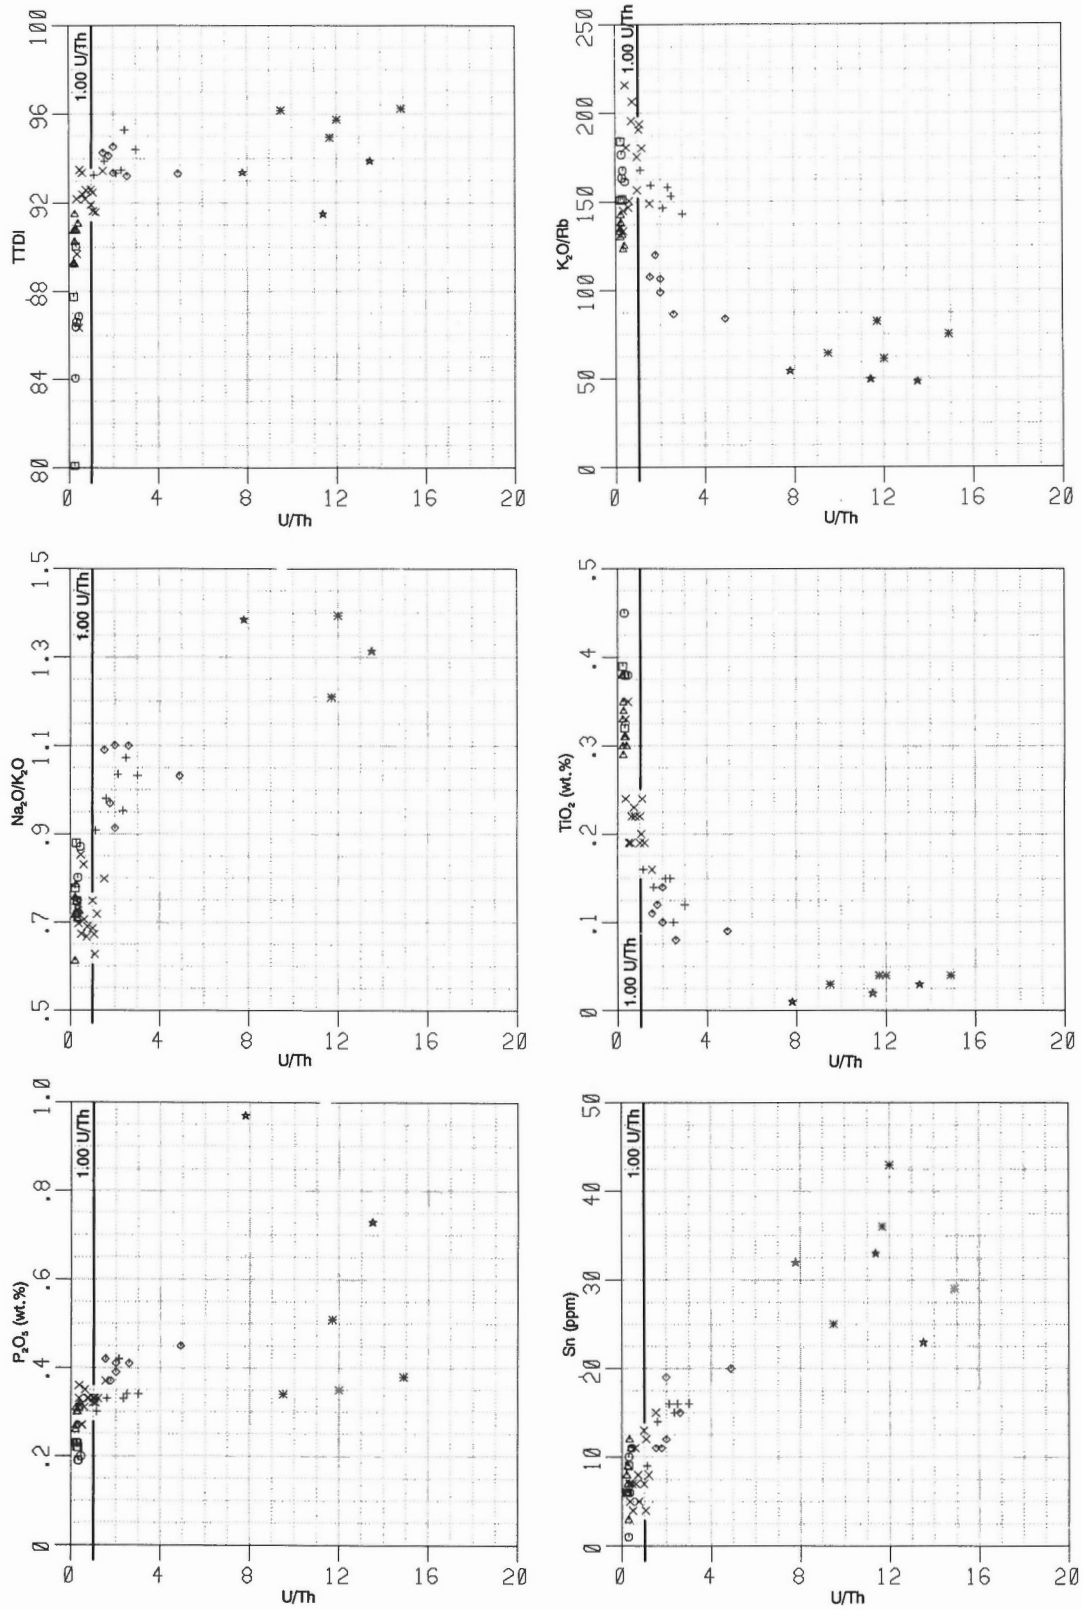 TTDI
100
96
92
88
84
80
1.00 U/Th
0 4 8 12 16 20
U/Th
K₂O/Rb
250
200
150
100
50
0
1.00 U/Th
0 4 8 12 16 20
U/Th
Na₂O/K₂O
1.5
1.3
1.1
.9
.7
.5
1.00 U/Th
0 4 8 12 16 20
U/Th
TiO₂ (wt.%)
.5
.4
.3
.2
.1
0
1.00 U/Th
0 4 8 12 16 20
U/Th
P₂O₅ (wt.%)
1.0
.8
.6
.4
.2
0
1.00 U/Th
0 4 8 12 16 20
U/Th
Sn (ppm)
50
40
30
20
10
0
1.00 U/Th
0 4 8 12 16 20
U/Th